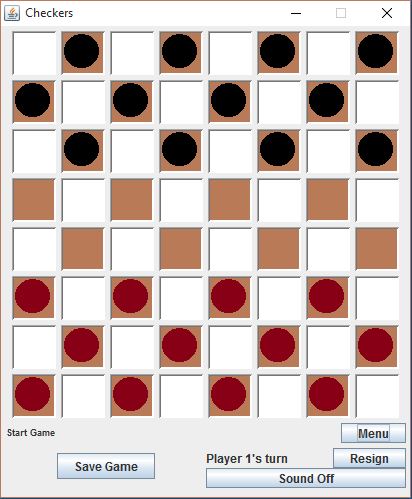 Checkers
Start Game
Menu
Save Game
Player 1's turn
Resign
Sound Off